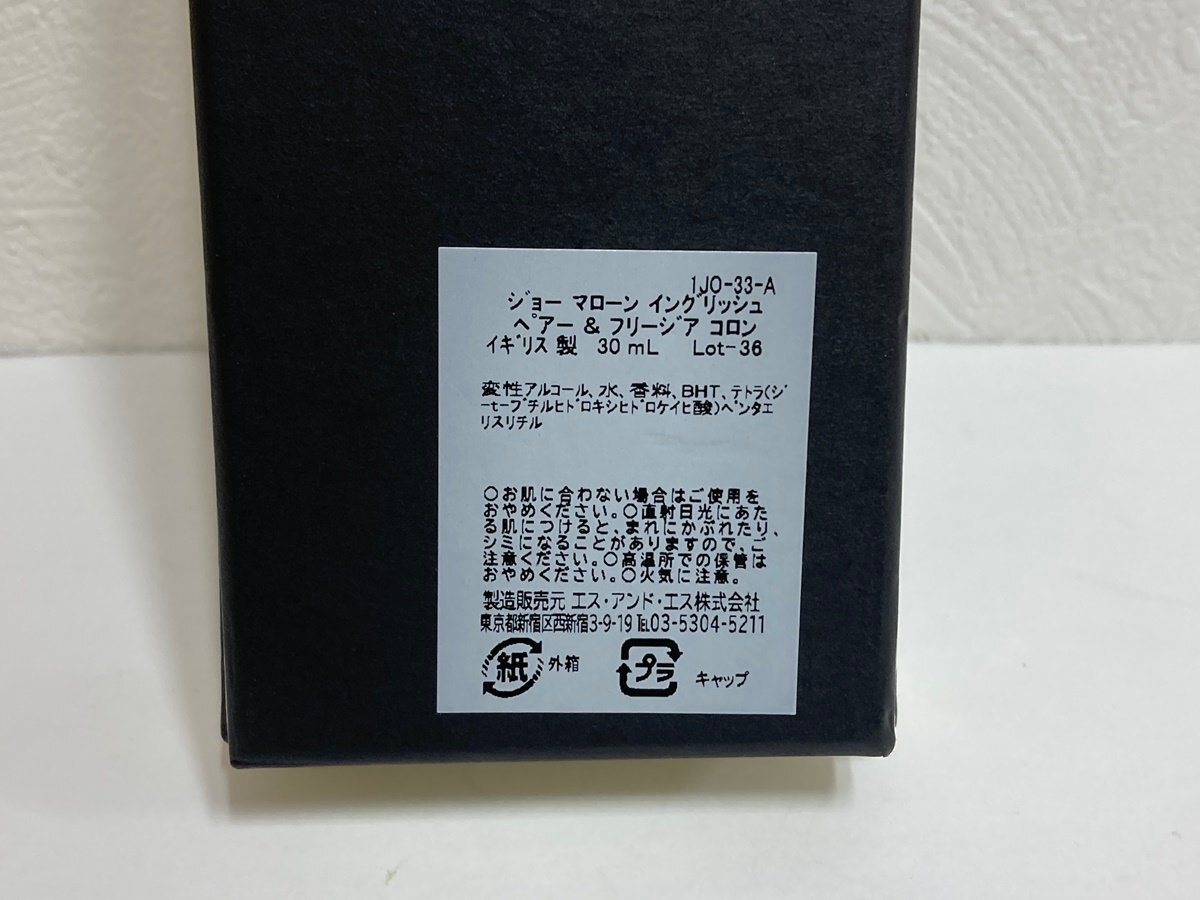 1JO-33-A
ジョー マローン イングリッシュ
ペアー & フリージア コロン
イギリス 製 30 mL Lot-36
変性アルコール、水、香料、BHT、テトラ(ジ
ーt-ブチルヒドロキシヒドロケイヒ酸)ペンタエ
リスリチル
○お肌に合わない場合はご使用を
おやめください。○直射日光にあた
る肌につけると、まれにかぶれたり、
シミになることがありますので、ご
注意ください。○高温所での保管は
おやめください。○火気に注意。
製造販売元 エス・アンド・エス株式会社
東京都新宿区西新宿3-9-19 TEL03-5304-5211
紙 外箱 プラ キャップ